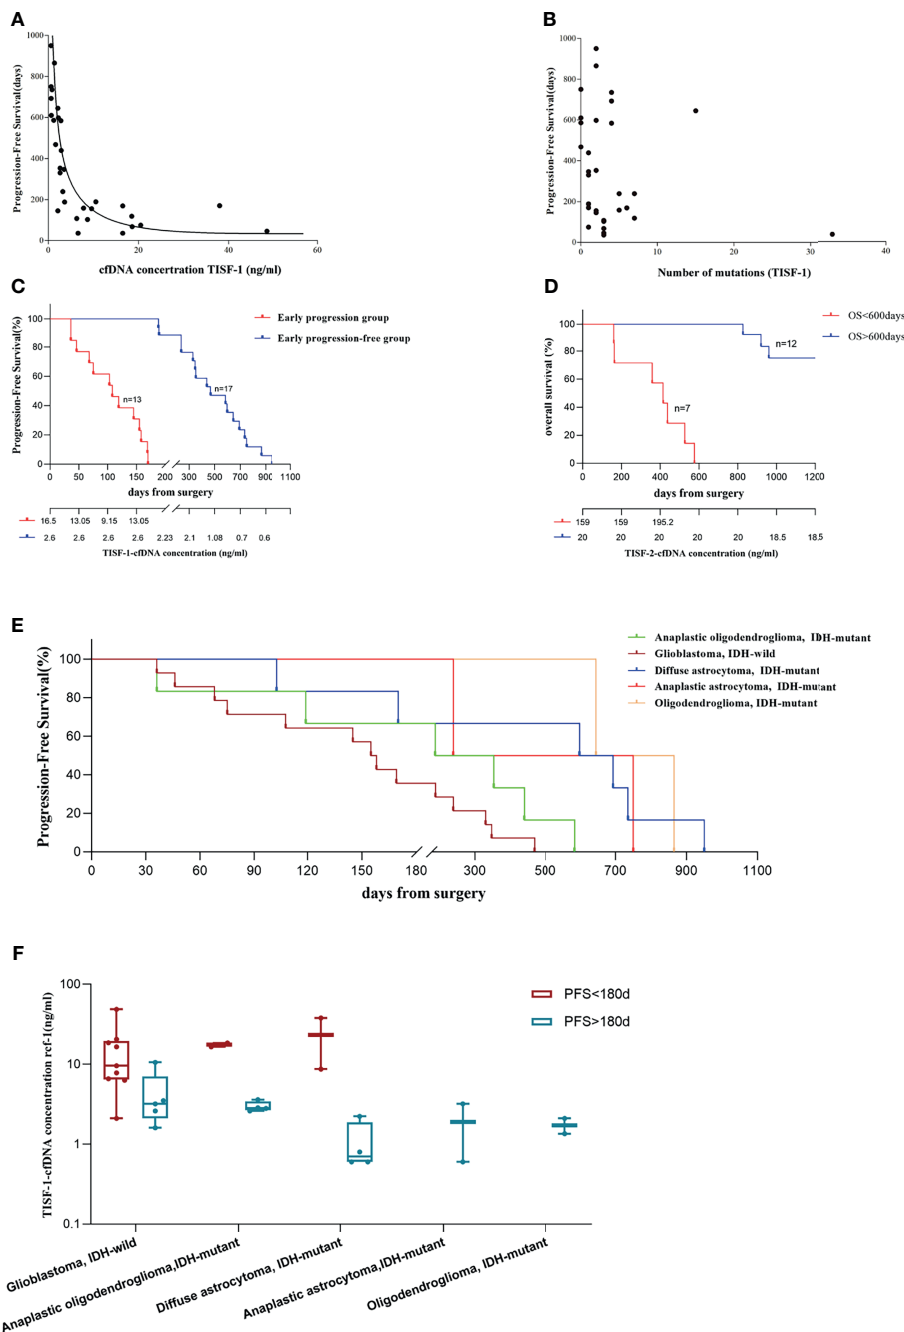 A
1000
800
600
400
200
0
0
20
40
60
Progression-Free Survival(days)
cfDNA concertration TISF-1 (ng/ml)
B
1000
800
600
400
200
0
0
10
20
30
40
Progression-Free Survival(days)
Number of mutations (TISF-1)
C
Early progression group
Early progression-free group
100
80
60
40
20
0
Progression-Free Survival(%)
n=13
n=17
0 50 100 150 200 300 500 700 900 1100
days from surgery
16.5 13.05 9.15 13.05
2.6 2.6 2.6 2.6 2.23 2.1 1.08 0.7 0.6
TISF-1-cfDNA concentration (ng/ml)
D
OS<600days
OS>600days
100
80
60
40
20
0
overall survival (%)
n=12
n=7
0 200 400 600 800 1000 1200
days from surgery
159 159 195.2
20 20 20 20 20 18.5 18.5
TISF-2-cfDNA concentration (ng/ml)
E
Anaplastic oligodendroglioma, IDH-mutant
Glioblastoma, IDH-wild
Diffuse astrocytoma, IDH-mutant
Anaplastic astrocytoma, IDH-mutant
Oligodendroglioma, IDH-mutant
100
80
60
40
20
0
Progression-Free Survival(%)
0 30 60 90 120 150 180 300 500 700 900 1100
days from surgery
F
PFS<180d
PFS>180d
100
10
1
0.1
TISF-1-cfDNA concentration rcf-1(ng/ml)
Glioblastoma, IDH-wild
Anaplastic oligodendroglioma,IDH-mutant
Diffuse astrocytoma, IDH-mutant
Anaplastic astrocytoma,IDH-mutant
Oligodendroglioma, IDH-mutant